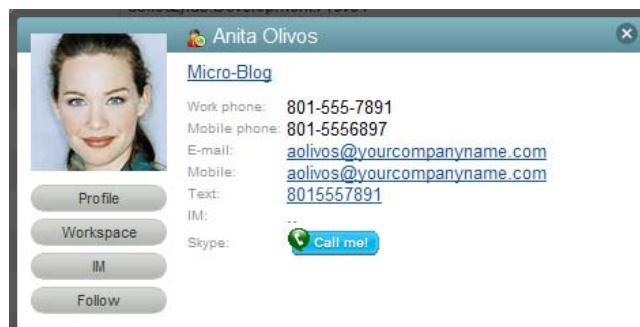 Anita Olivos
Micro-Blog
Work phone: 801-555-7891
Mobile phone: 801-5556897
E-mail: aolivos@yourcompanyname.com
Mobile: aolivos@yourcompanyname.com
Text: 8015557891
IM: --
Skype: Call me!
Profile
Workspace
IM
Follow